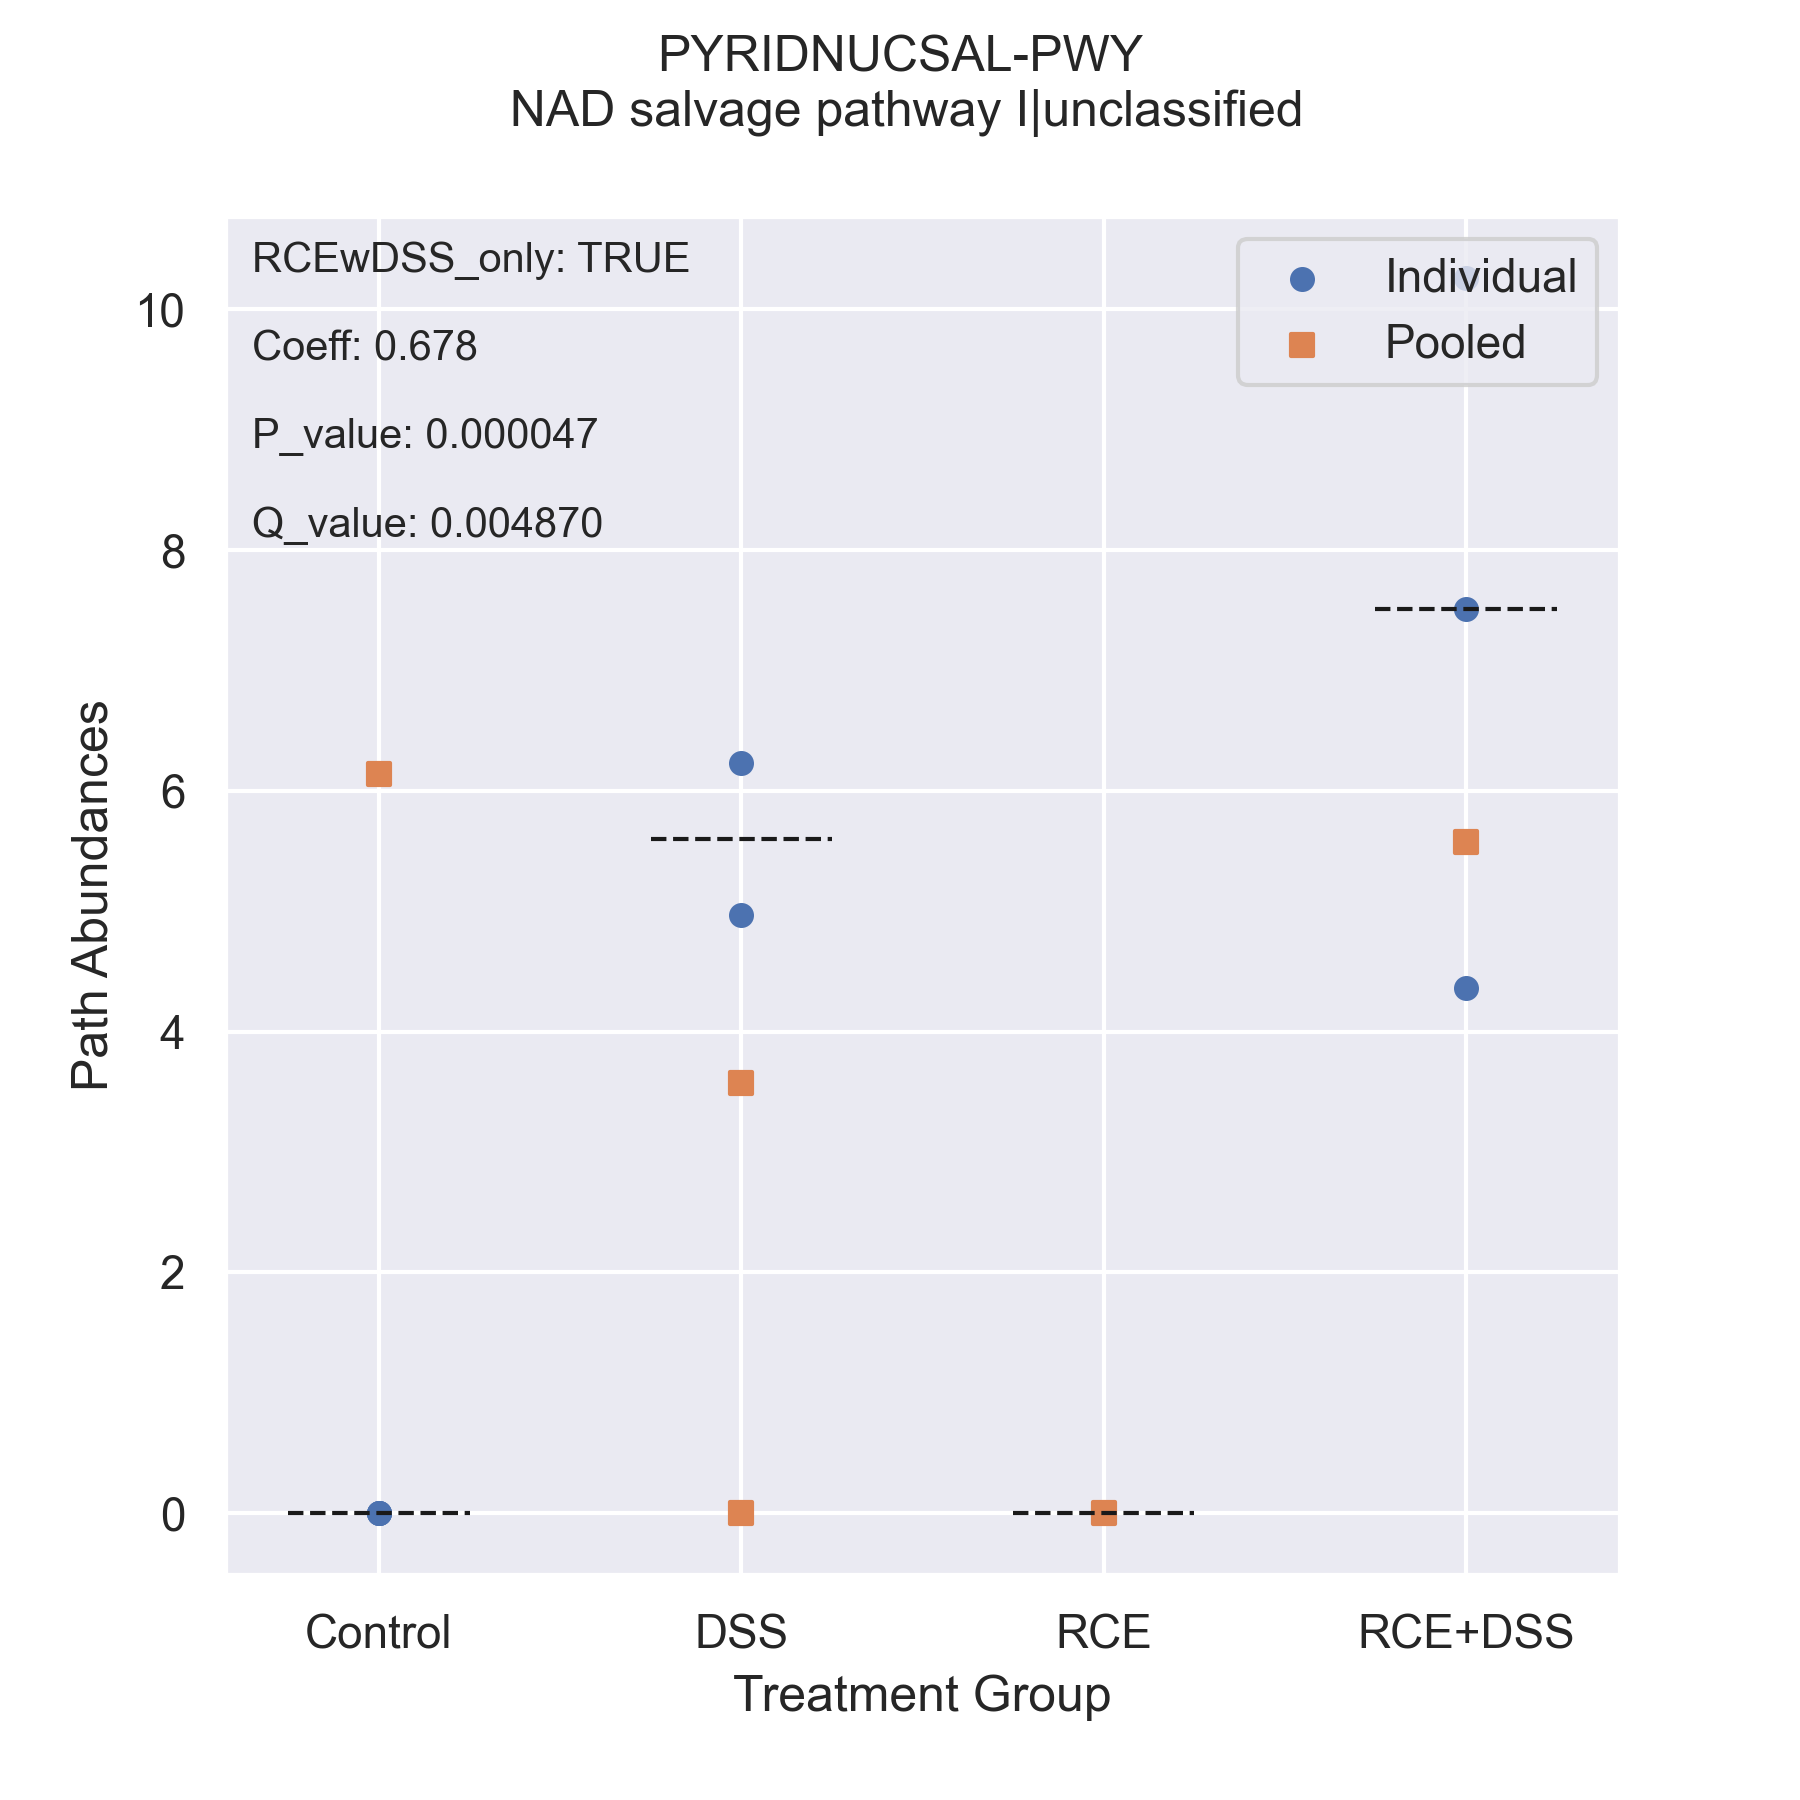 PYRIDNUCSAL-PWY
NAD salvage pathway I|unclassified
RCEwDSS_only: TRUE
Coeff: 0.678
P_value: 0.000047
Q_value: 0.004870
Individual
Pooled
10
8
6
4
2
0
Path Abundances
Control
DSS
RCE
RCE+DSS
Treatment Group